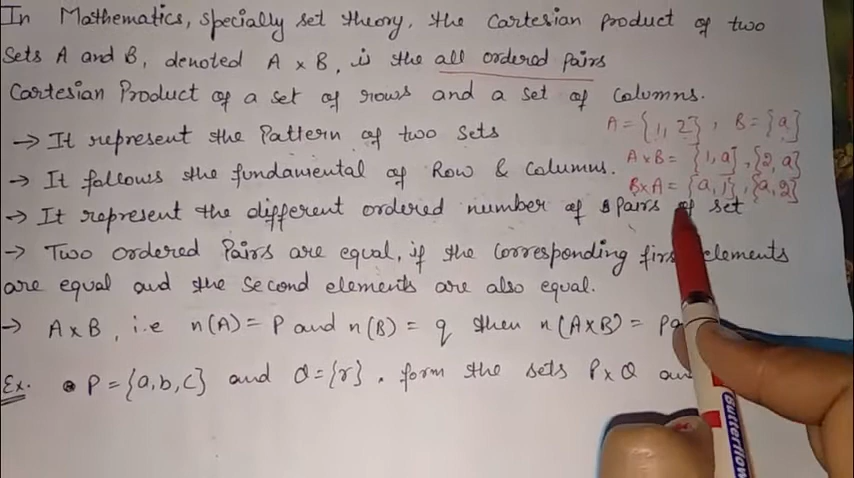 In Mathematics, specially set theory, the Cartesian product of two
Sets A and B, denoted A × B, is the all ordered pairs
Cartesian Product of a set of rows and a set of columns.
A = {1, 2}, B = {a}
→ It represent the Pattern of two Sets
A×B = {1, a}, {2, a}
→ It follows the fundamental of Row & Columns.
B×A = {a, 1}, {a, 2}
→ It represent the different ordered number of pairs of set
→ Two ordered Pairs are equal, if the corresponding first elements
are equal and the second elements are also equal.
→ A×B, i.e n(A) = P and n(B) = q then n(A×B) = Pq
Ex. P = {a, b, c} and Q = {r}. form the sets P×Q
Butterflow